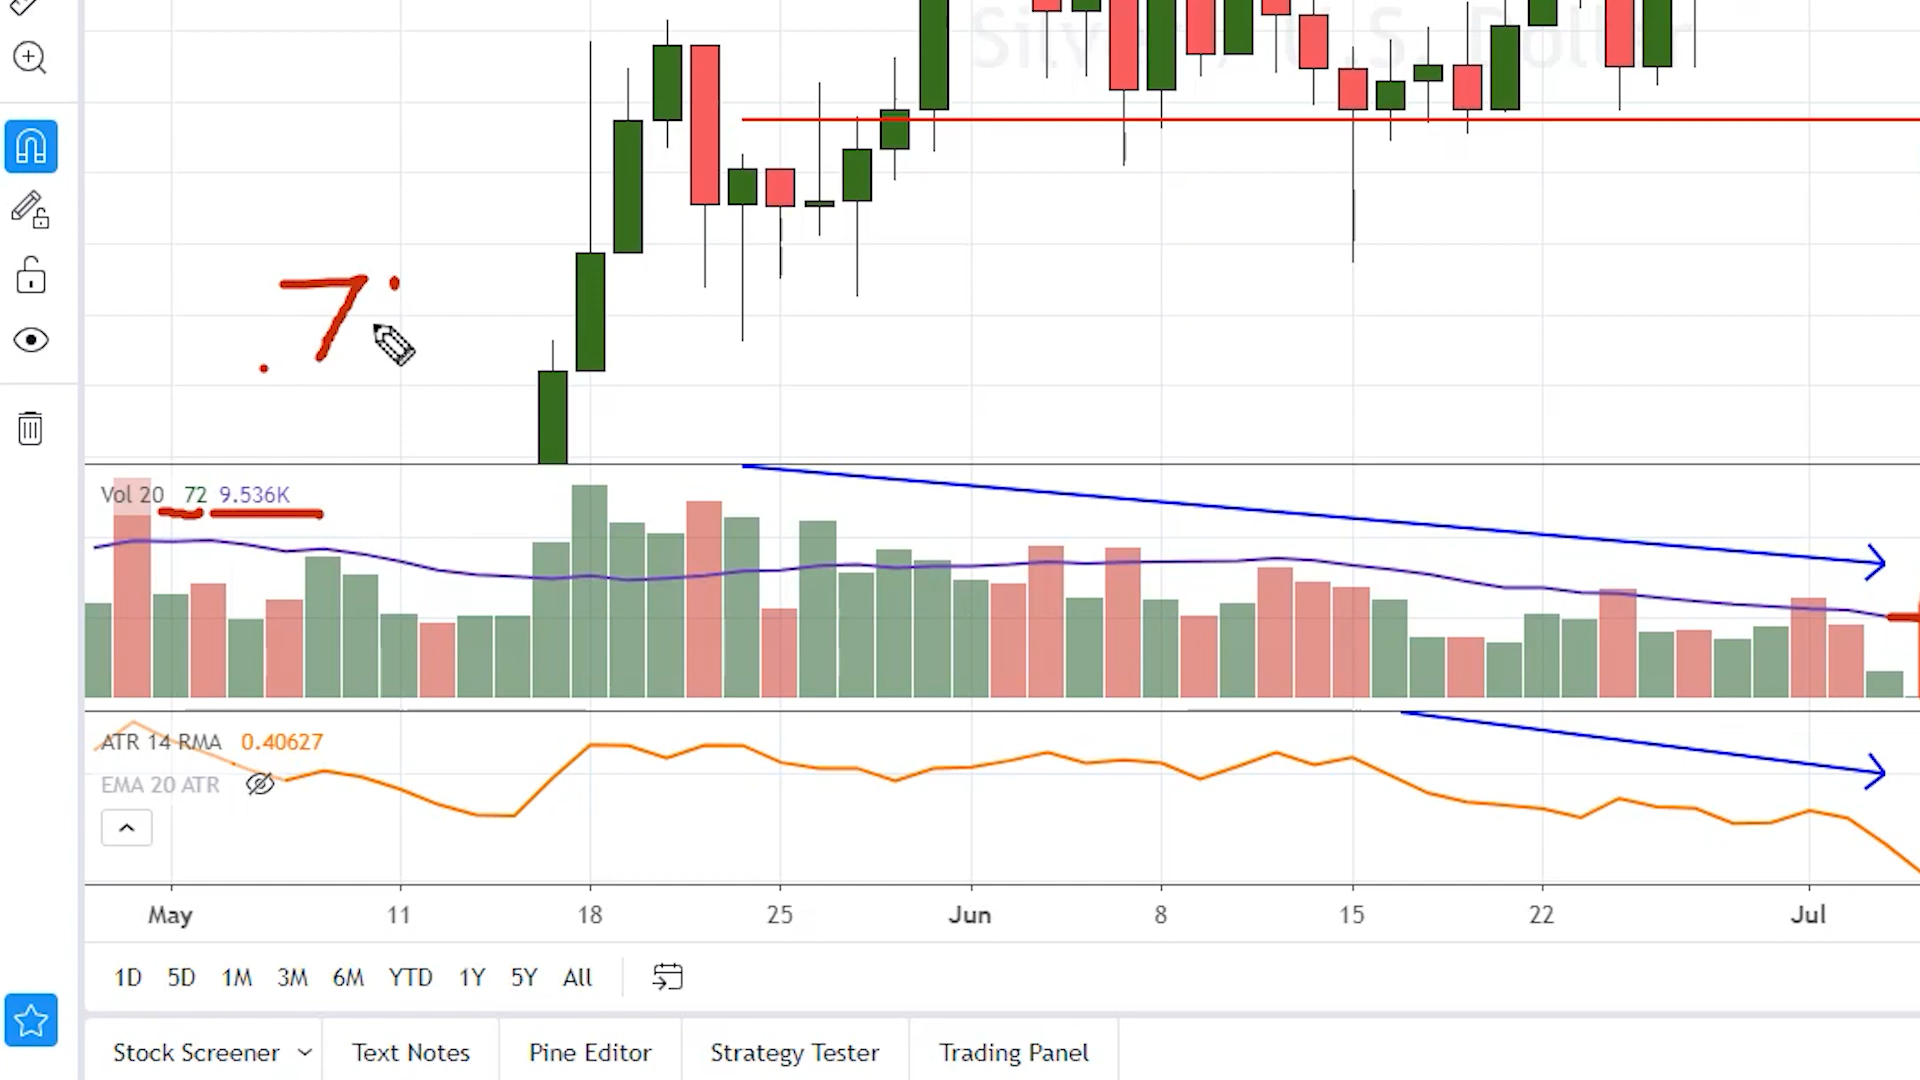 Silver / U.S. Dollar
.7
Vol 20 72 9.536K
ATR 14 RMA 0.40627
EMA 20 ATR
May 11 18 25 Jun 8 15 22 Jul
1D 5D 1M 3M 6M YTD 1Y 5Y All
Stock Screener Text Notes Pine Editor Strategy Tester Trading Panel